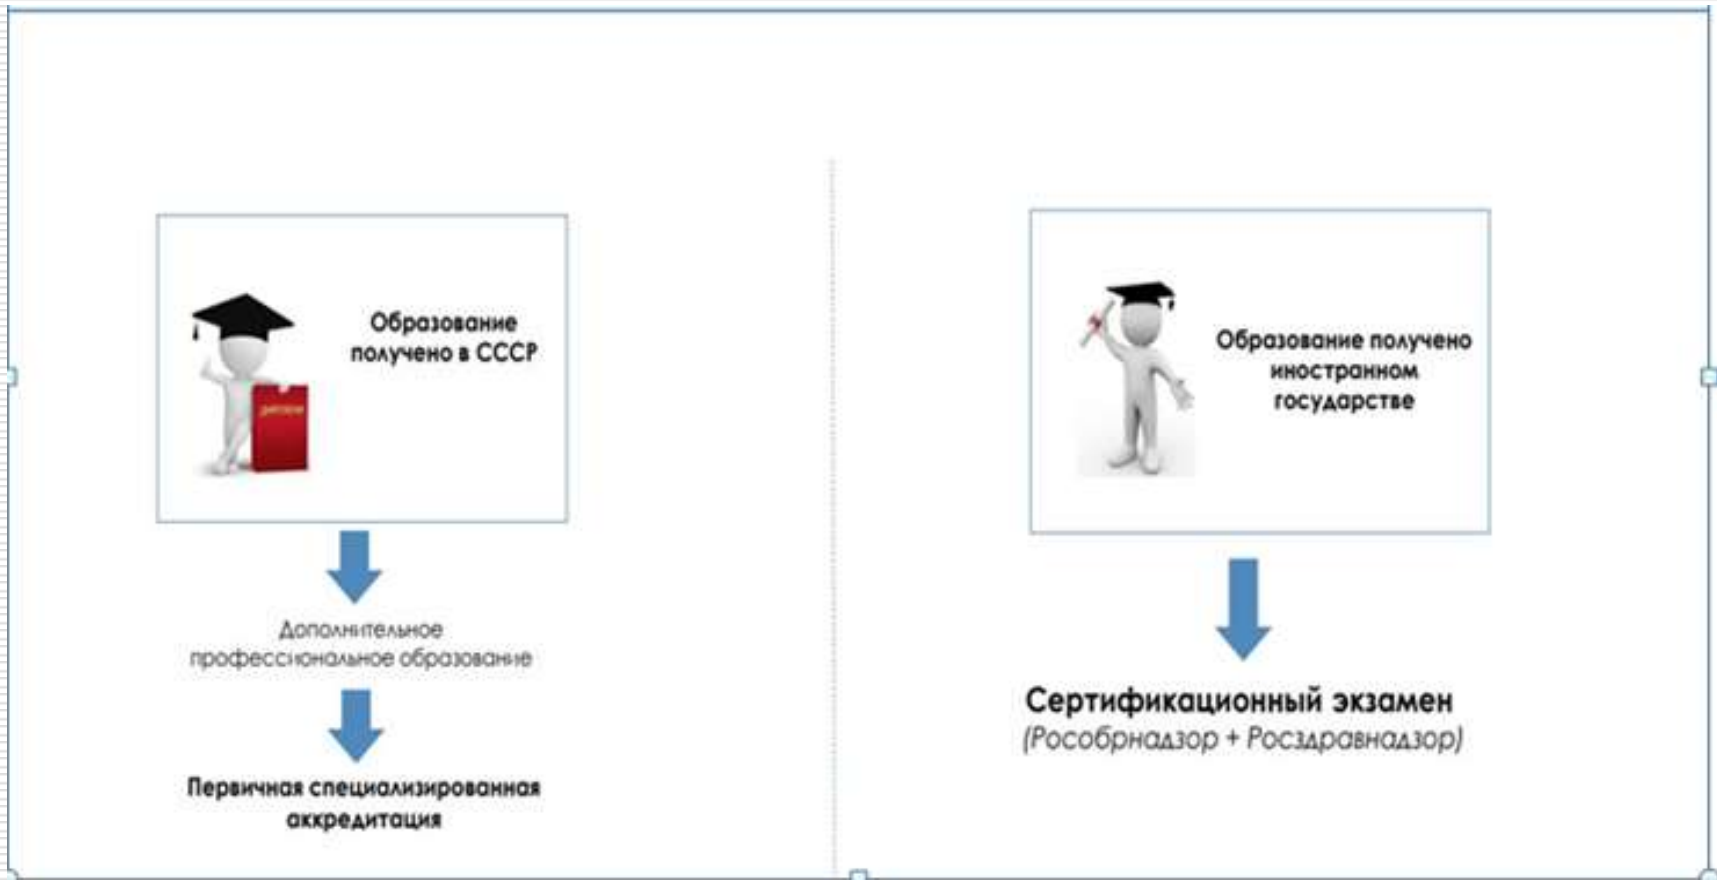 Образование
получено в СССР
Дополнительное
профессиональное образование
Первичная специализированная
аккредитация
Образование получено
иностранном
государстве
Сертификационный экзамен
(Рособрнадзор + Росздравнадзор)